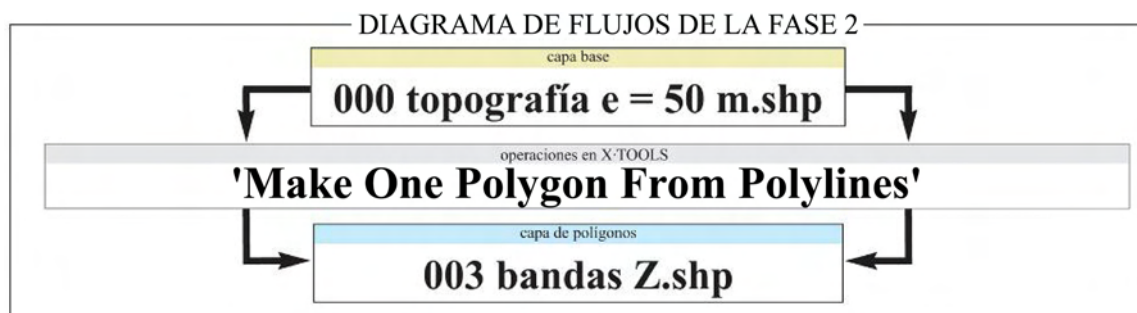 DIAGRAMA DE FLUJOS DE LA FASE 2
capa base
000 topografía e = 50 m.shp
operaciones en X·TOOLS
'Make One Polygon From Polylines'
capa de polígonos
003 bandas Z.shp